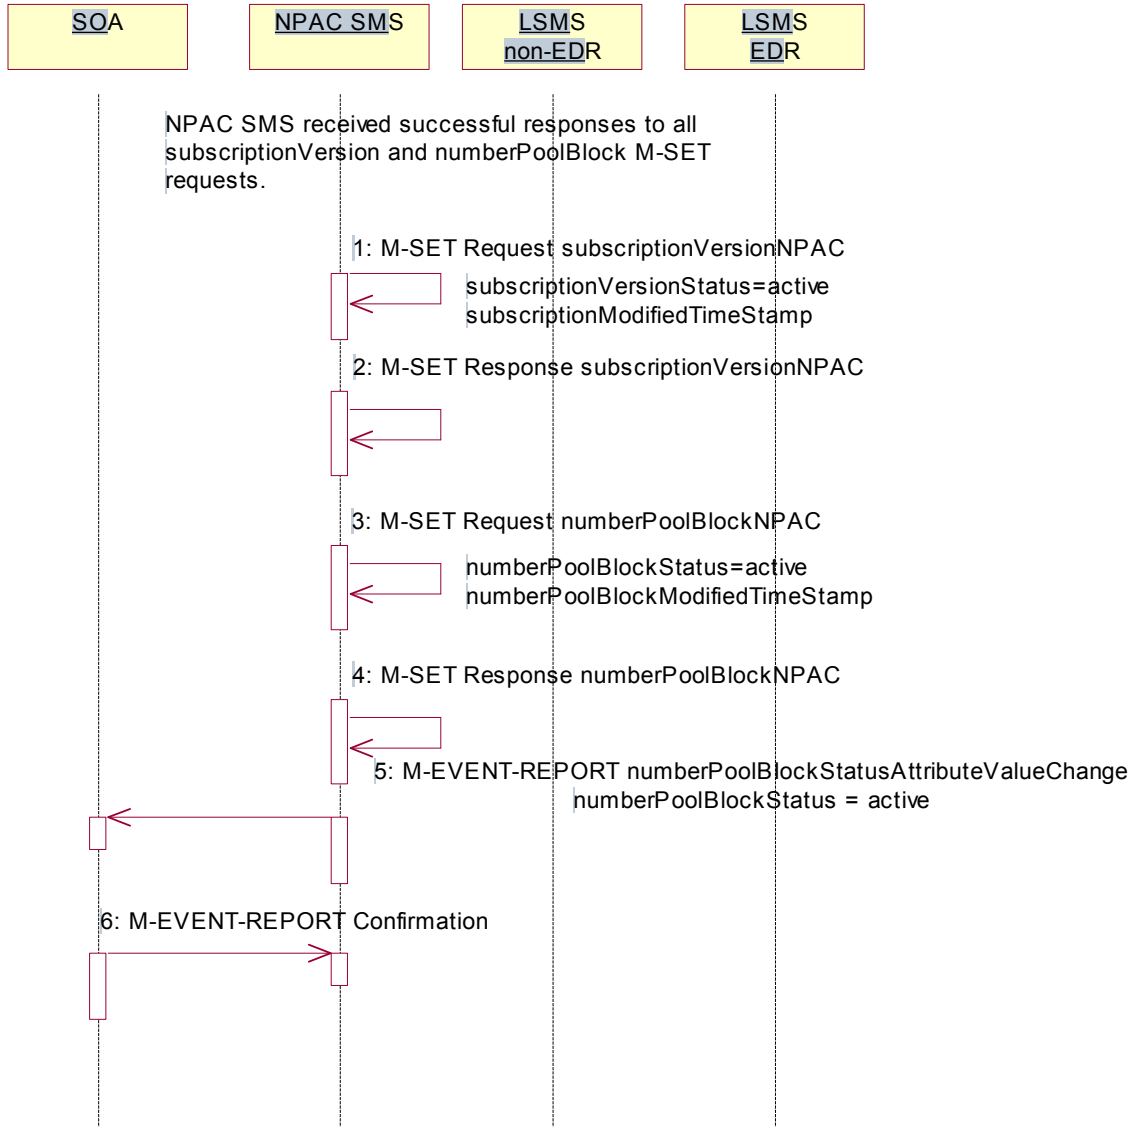 SOA
NPAC SMS
LSMS
non-EDR
LSMS
EDR
NPAC SMS received successful responses to all
subscriptionVersion and numberPoolBlock M-SET
requests.
1: M-SET Request subscriptionVersionNPAC
subscriptionVersionStatus=active
subscriptionModifiedTimeStamp
2: M-SET Response subscriptionVersionNPAC
3: M-SET Request numberPoolBlockNPAC
numberPoolBlockStatus=active
numberPoolBlockModifiedTimeStamp
4: M-SET Response numberPoolBlockNPAC
5: M-EVENT-REPORT numberPoolBlockStatusAttributeValueChange
numberPoolBlockStatus = active
6: M-EVENT-REPORT Confirmation